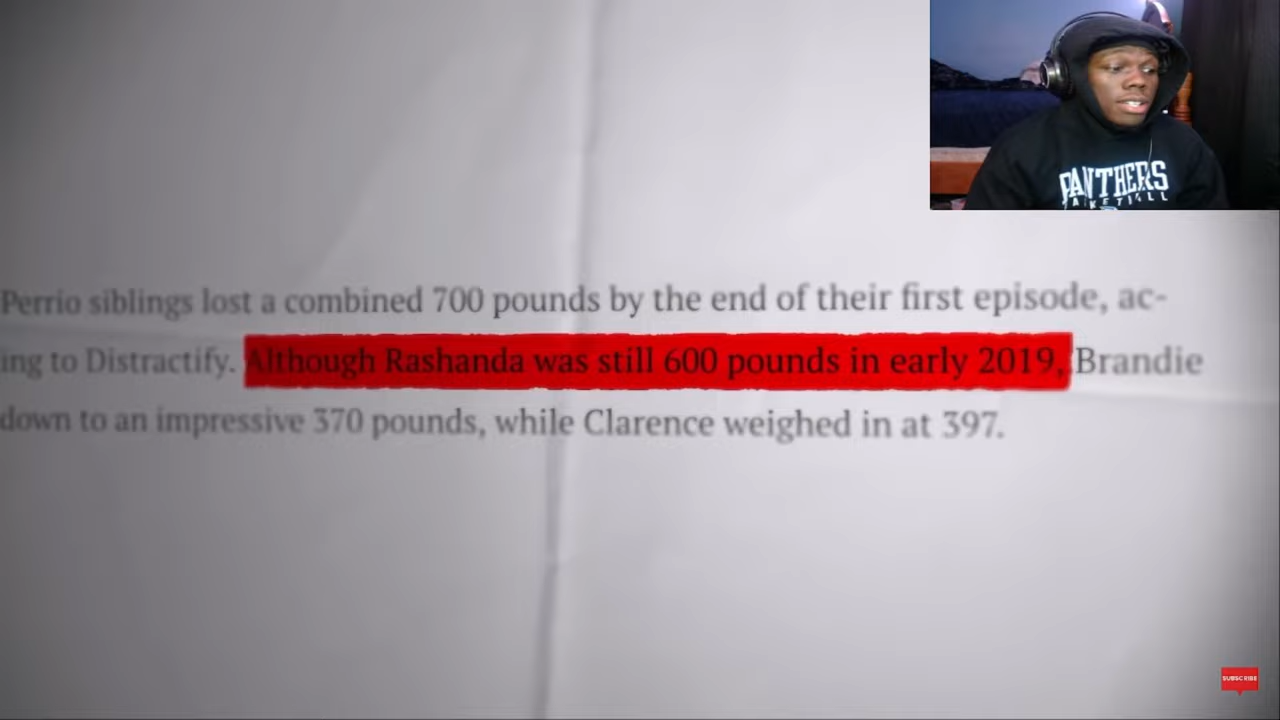 Perrio siblings lost a combined 700 pounds by the end of their first episode, ac-
ing to Distractify. Although Rashanda was still 600 pounds in early 2019, Brandie
down to an impressive 370 pounds, while Clarence weighed in at 397.
PANTHERS
SUBSCRIBE